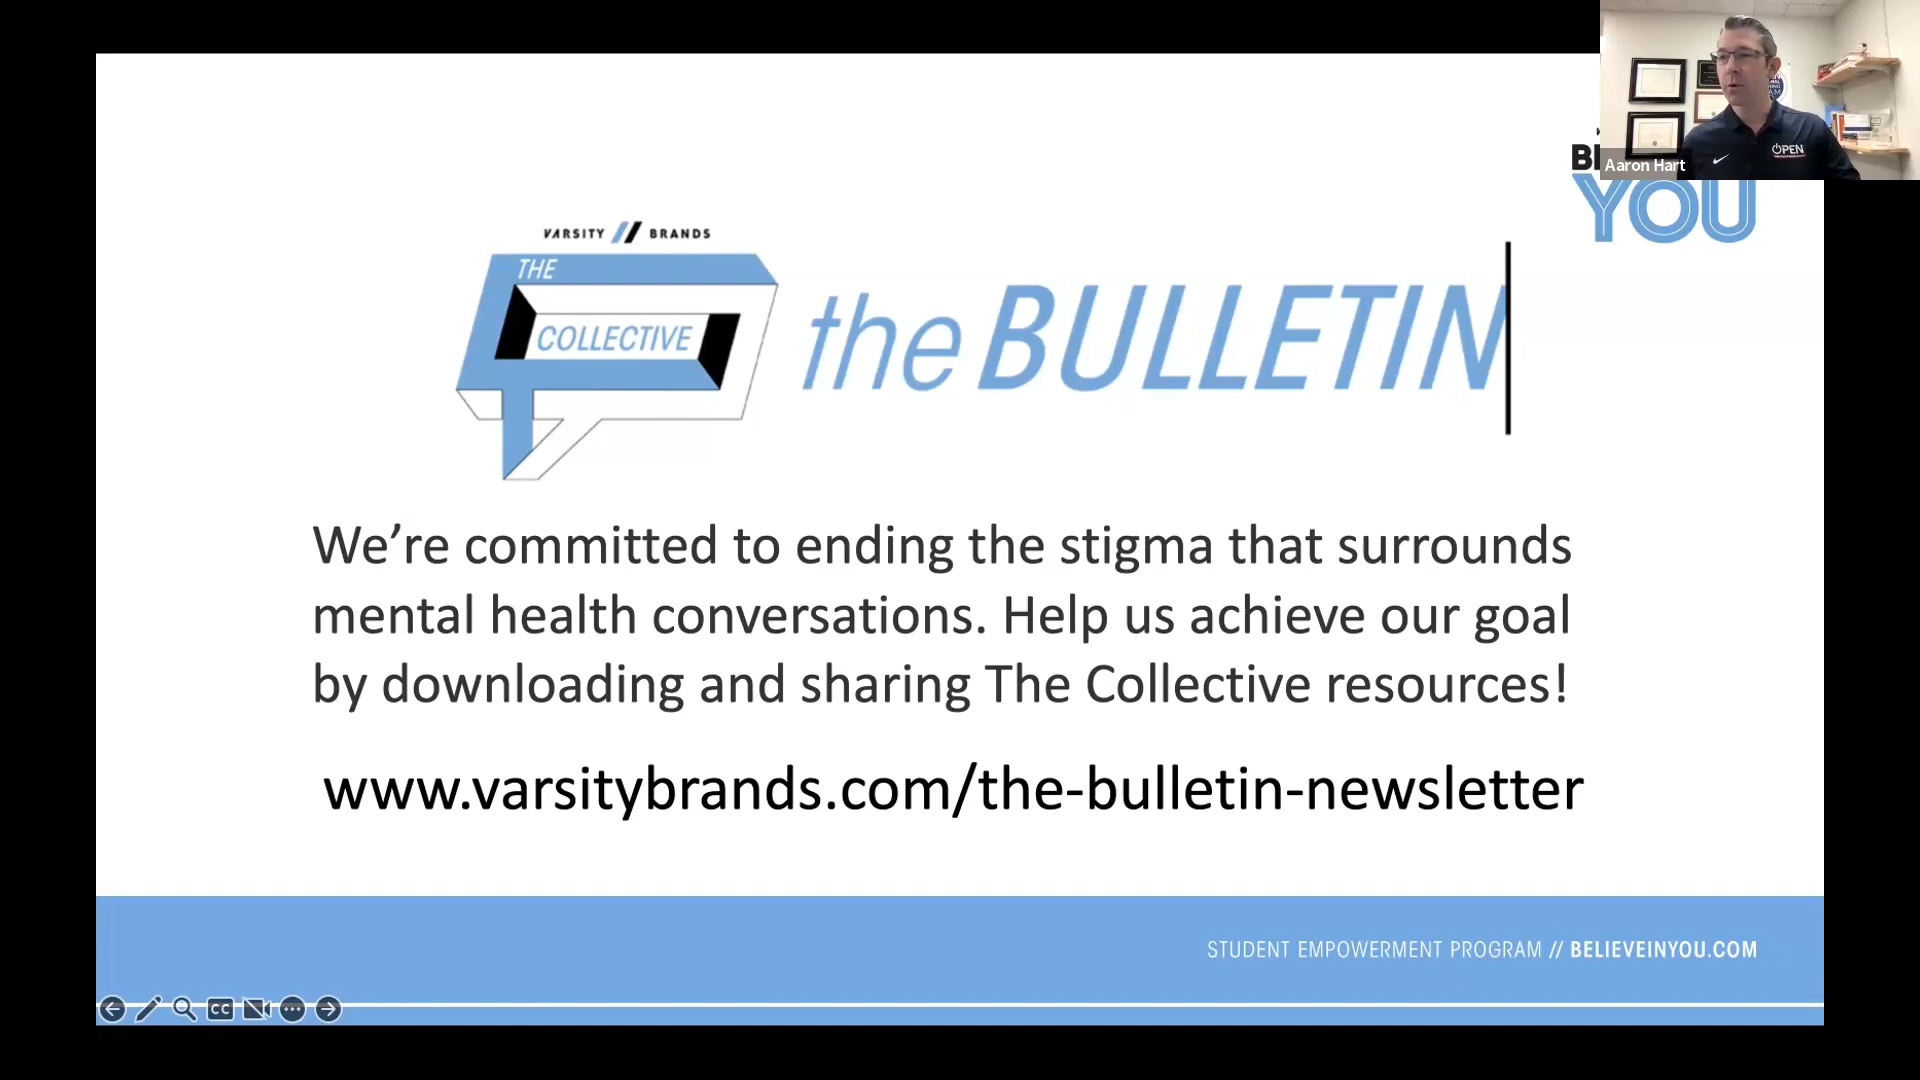 Aaron Hart
OPEN
YOU
VARSITY BRANDS
THE
COLLECTIVE
the BULLETIN
We’re committed to ending the stigma that surrounds
mental health conversations. Help us achieve our goal
by downloading and sharing The Collective resources!
www.varsitybrands.com/the-bulletin-newsletter
STUDENT EMPOWERMENT PROGRAM // BELIEVEINYOU.COM
CC